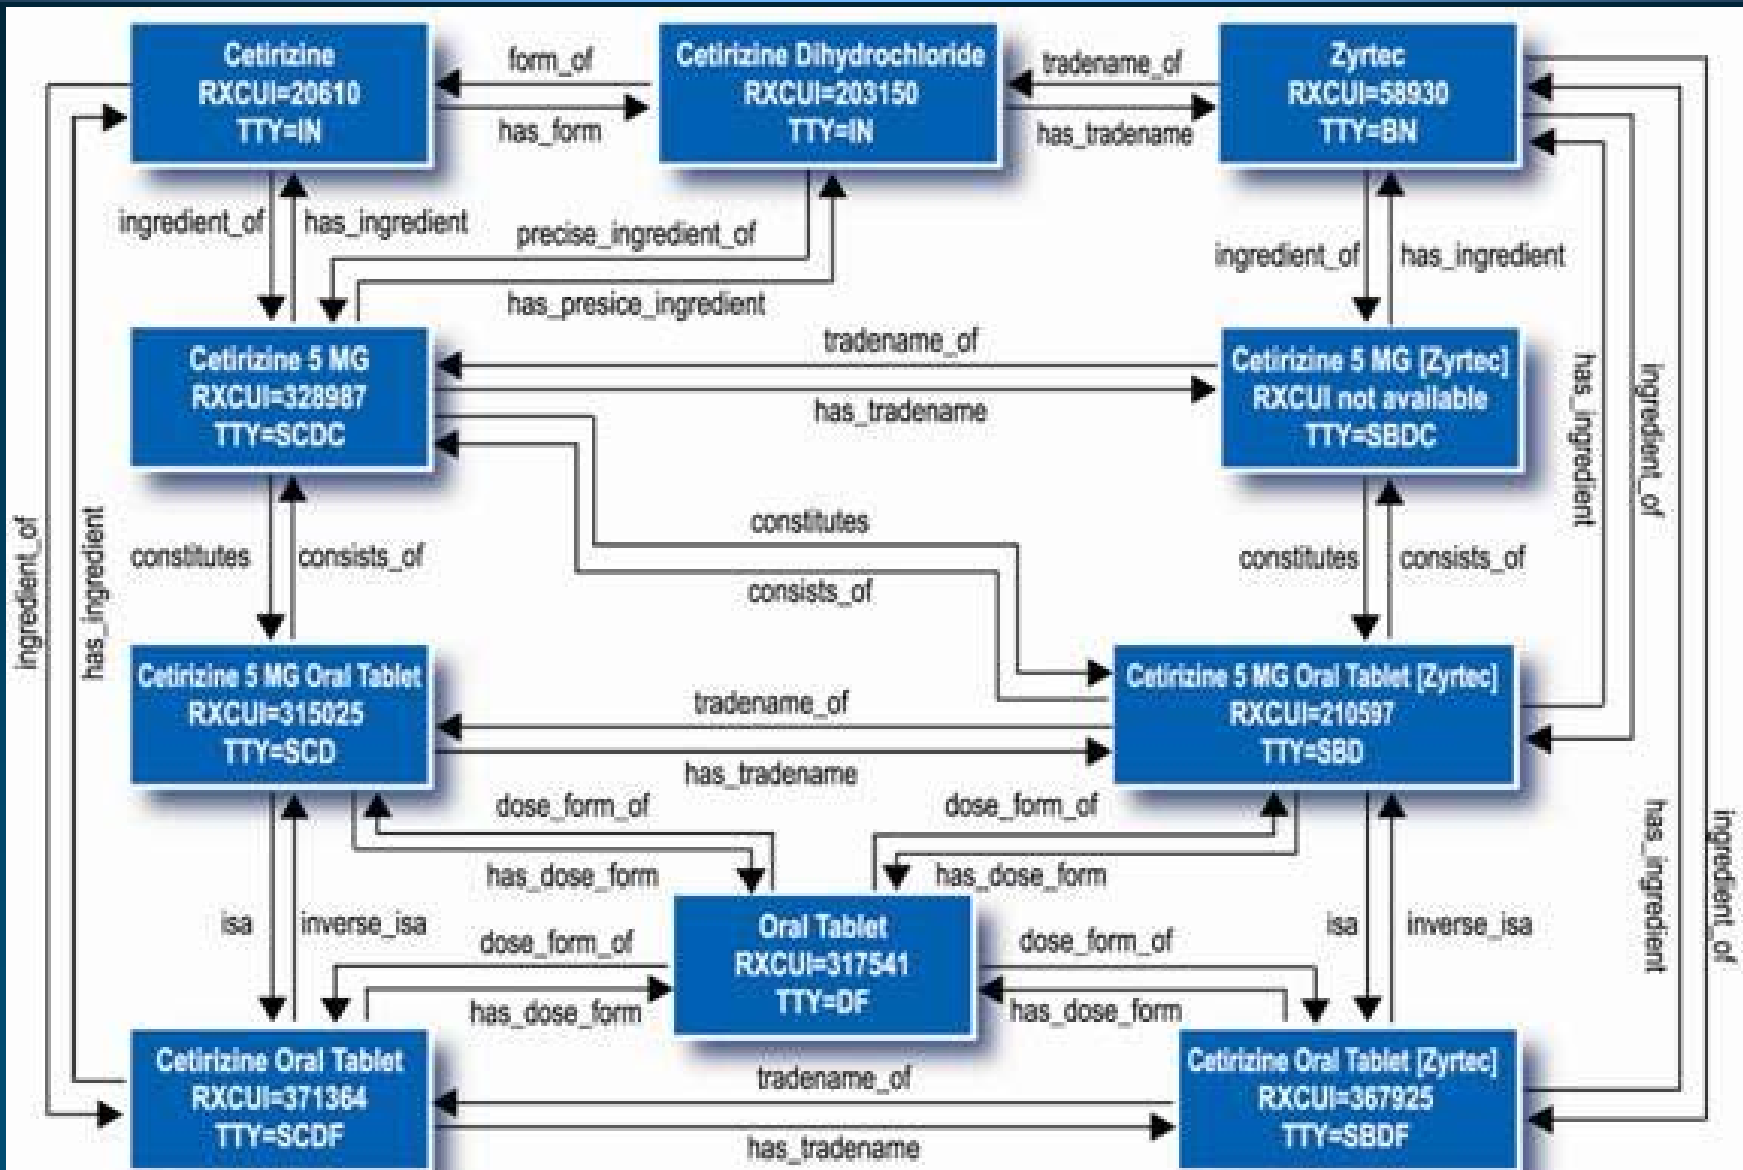 Cetirizine
RXCUI=20610
TTY=IN
form_of
has_form
Cetirizine Dihydrochloride
RXCUI=203150
TTY=IN
tradename_of
has_tradename
Zyrtec
RXCUI=58930
TTY=BN
ingredient_of
has_ingredient
precise_ingredient_of
has_presice_ingredient
ingredient_of
has_ingredient
Cetirizine 5 MG
RXCUI=328987
TTY=SCDC
tradename_of
has_tradename
Cetirizine 5 MG [Zyrtec]
RXCUI not available
TTY=SBDC
has_ingredient
ingredient_of
ingredient_of
has_ingredient
constitutes
consists_of
constitutes
consists_of
constitutes
consists_of
Cetirizine 5 MG Oral Tablet
RXCUI=315025
TTY=SCD
tradename_of
has_tradename
Cetirizine 5 MG Oral Tablet [Zyrtec]
RXCUI=210597
TTY=SBD
dose_form_of
has_dose_form
dose_form_of
has_dose_form
has_ingredient
ingredient_of
isa
inverse_isa
dose_form_of
has_dose_form
Oral Tablet
RXCUI=317541
TTY=DF
dose_form_of
has_dose_form
isa
inverse_isa
Cetirizine Oral Tablet
RXCUI=371364
TTY=SCDF
tradename_of
has_tradename
Cetirizine Oral Tablet [Zyrtec]
RXCUI=367925
TTY=SBDF